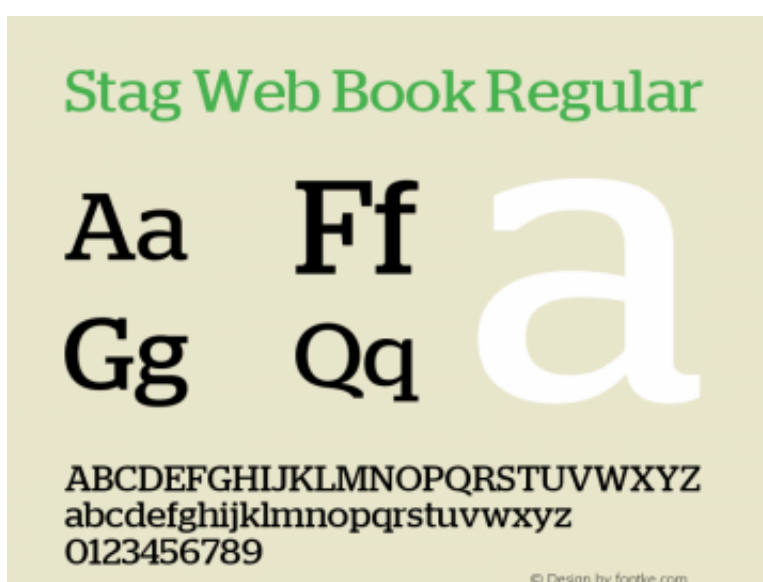 Stag Web Book Regular
Aa Ff a
Gg Qq
ABCDEFGHIJKLMNOPQRSTUVWXYZ
abcdefghijklmnopqrstuvwxyz
0123456789
© Design by fontke.com